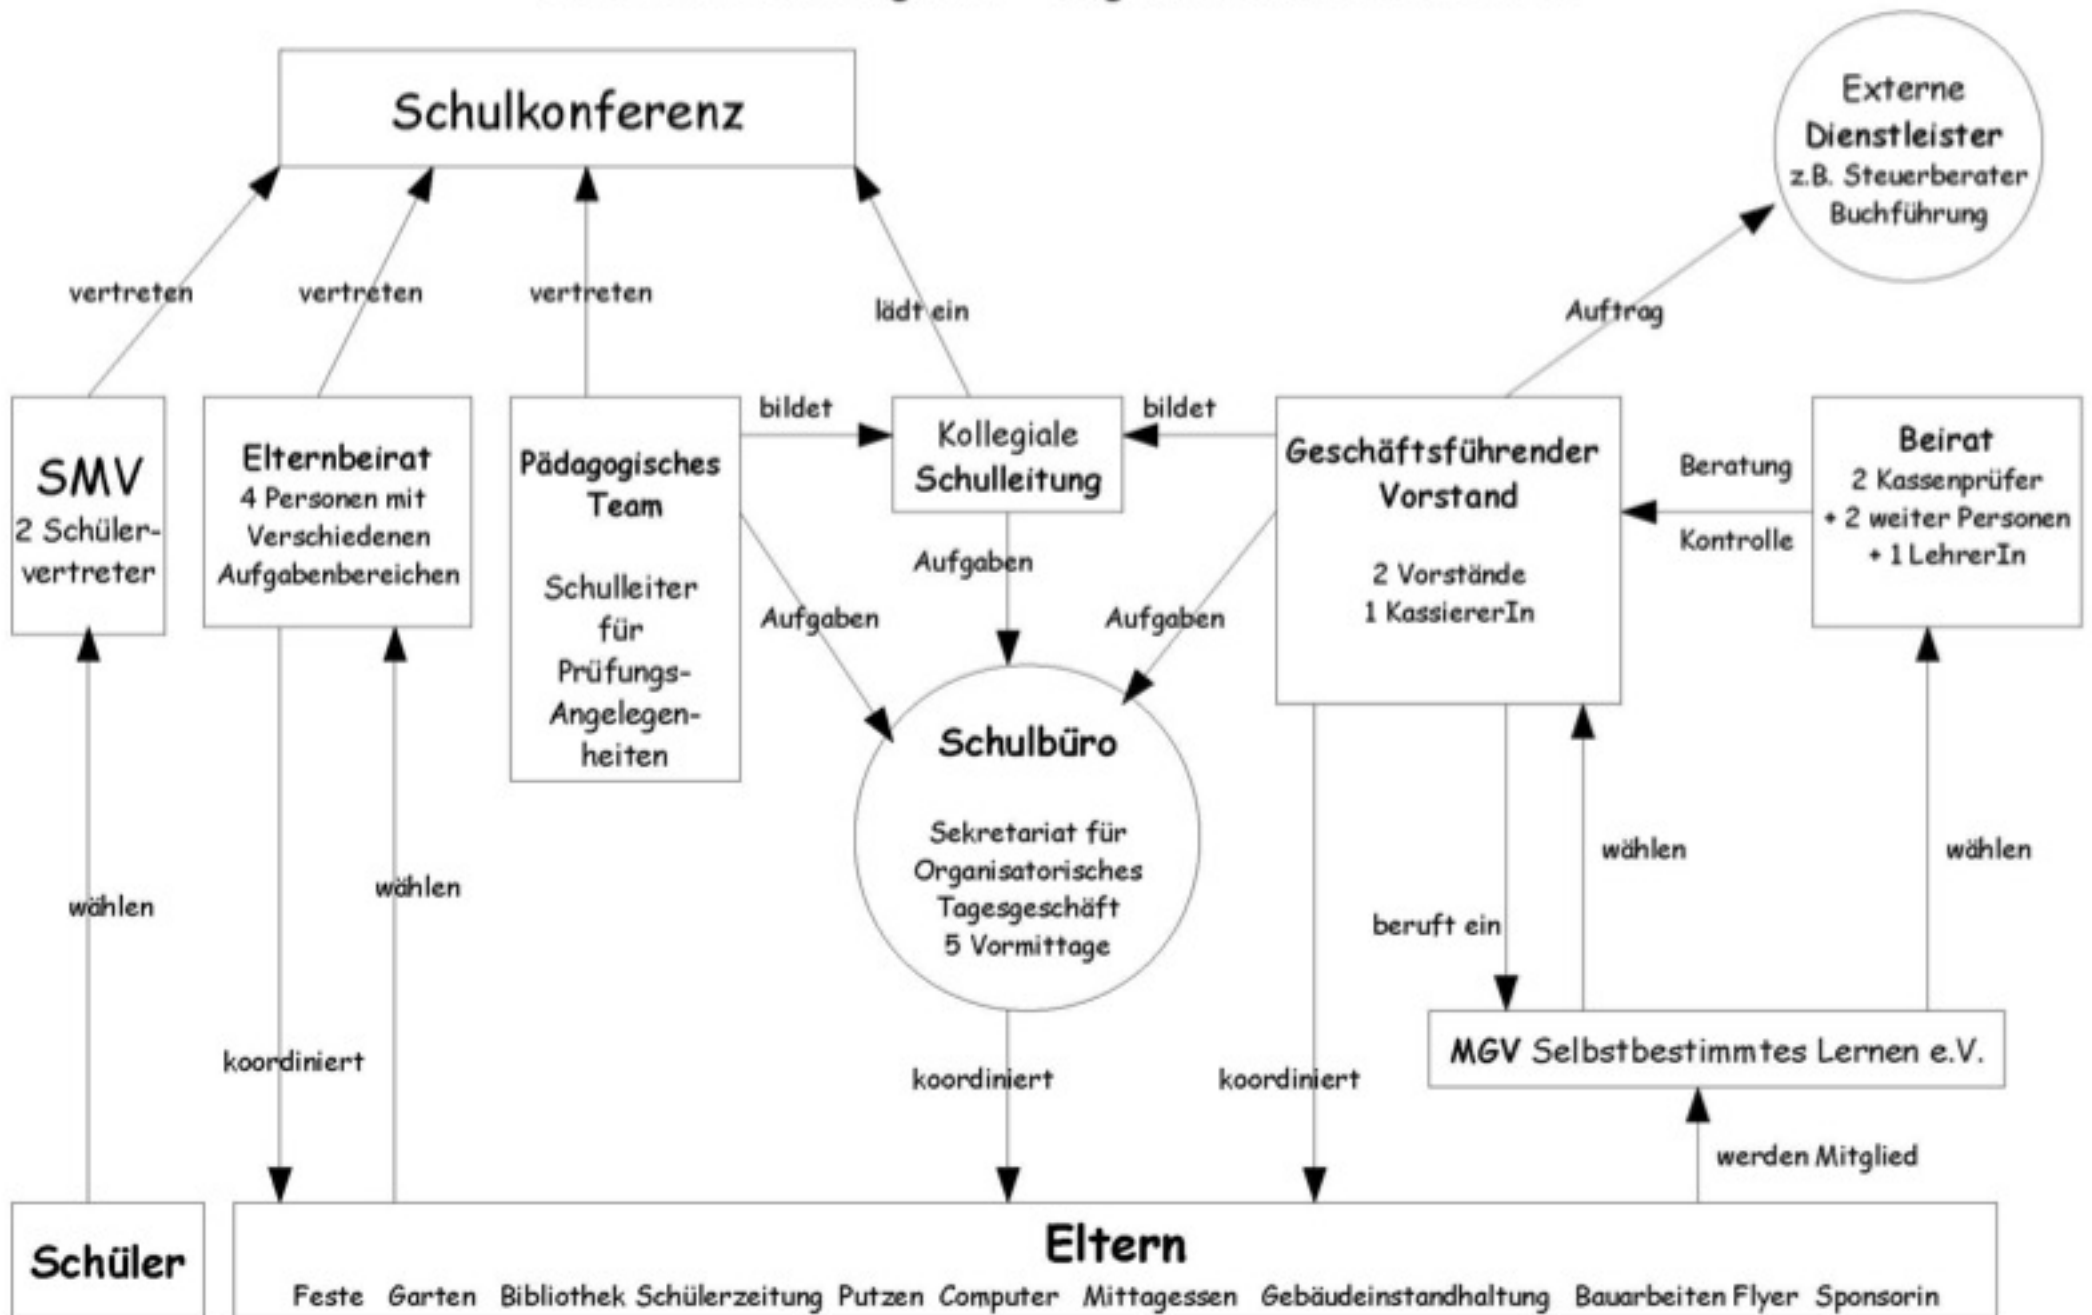 Schulkonferenz
Externe
Dienstleister
z.B. Steuerberater
Buchführung
vertreten
vertreten
vertreten
lädt ein
Auftrag
SMV
2 Schüler-
vertreter
Elternbeirat
4 Personen mit
Verschiedenen
Aufgabenbereichen
Pädagogisches
Team
Schulleiter
für
Prüfungs-
Angelegen-
heiten
bildet
Kollegiale
Schulleitung
bildet
Geschäftsführender
Vorstand
2 Vorstände
1 KassiererIn
Beratung
Kontrolle
Beirat
2 Kassenprüfer
+ 2 weiter Personen
+ 1 LehrerIn
Aufgaben
Aufgaben
Aufgaben
Schulbüro
Sekretariat für
Organisatorisches
Tagesgeschäft
5 Vormittage
wählen
wählen
wählen
wählen
beruft ein
koordiniert
koordiniert
koordiniert
MGV Selbstbestimmtes Lernen e.V.
werden Mitglied
Schüler
Eltern
Feste Garten Bibliothek Schülerzeitung Putzen Computer Mittagessen Gebäudeinstandhaltung Bauarbeiten Flyer Sponsorin